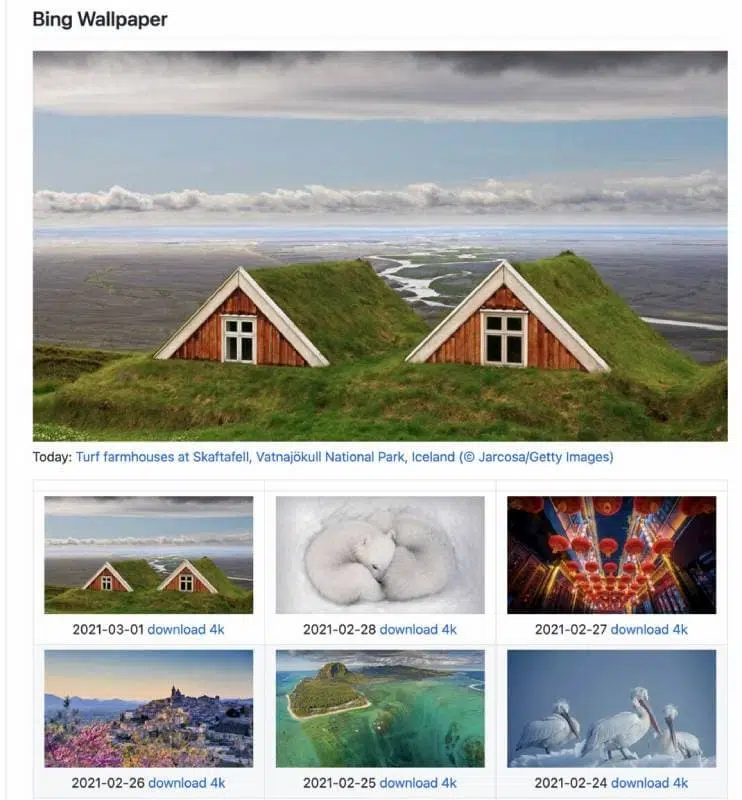 Bing Wallpaper
Today: Turf farmhouses at Skaftafell, Vatnajökull National Park, Iceland (© Jarcosa/Getty Images)
2021-03-01 download 4k
2021-02-28 download 4k
2021-02-27 download 4k
2021-02-26 download 4k
2021-02-25 download 4k
2021-02-24 download 4k